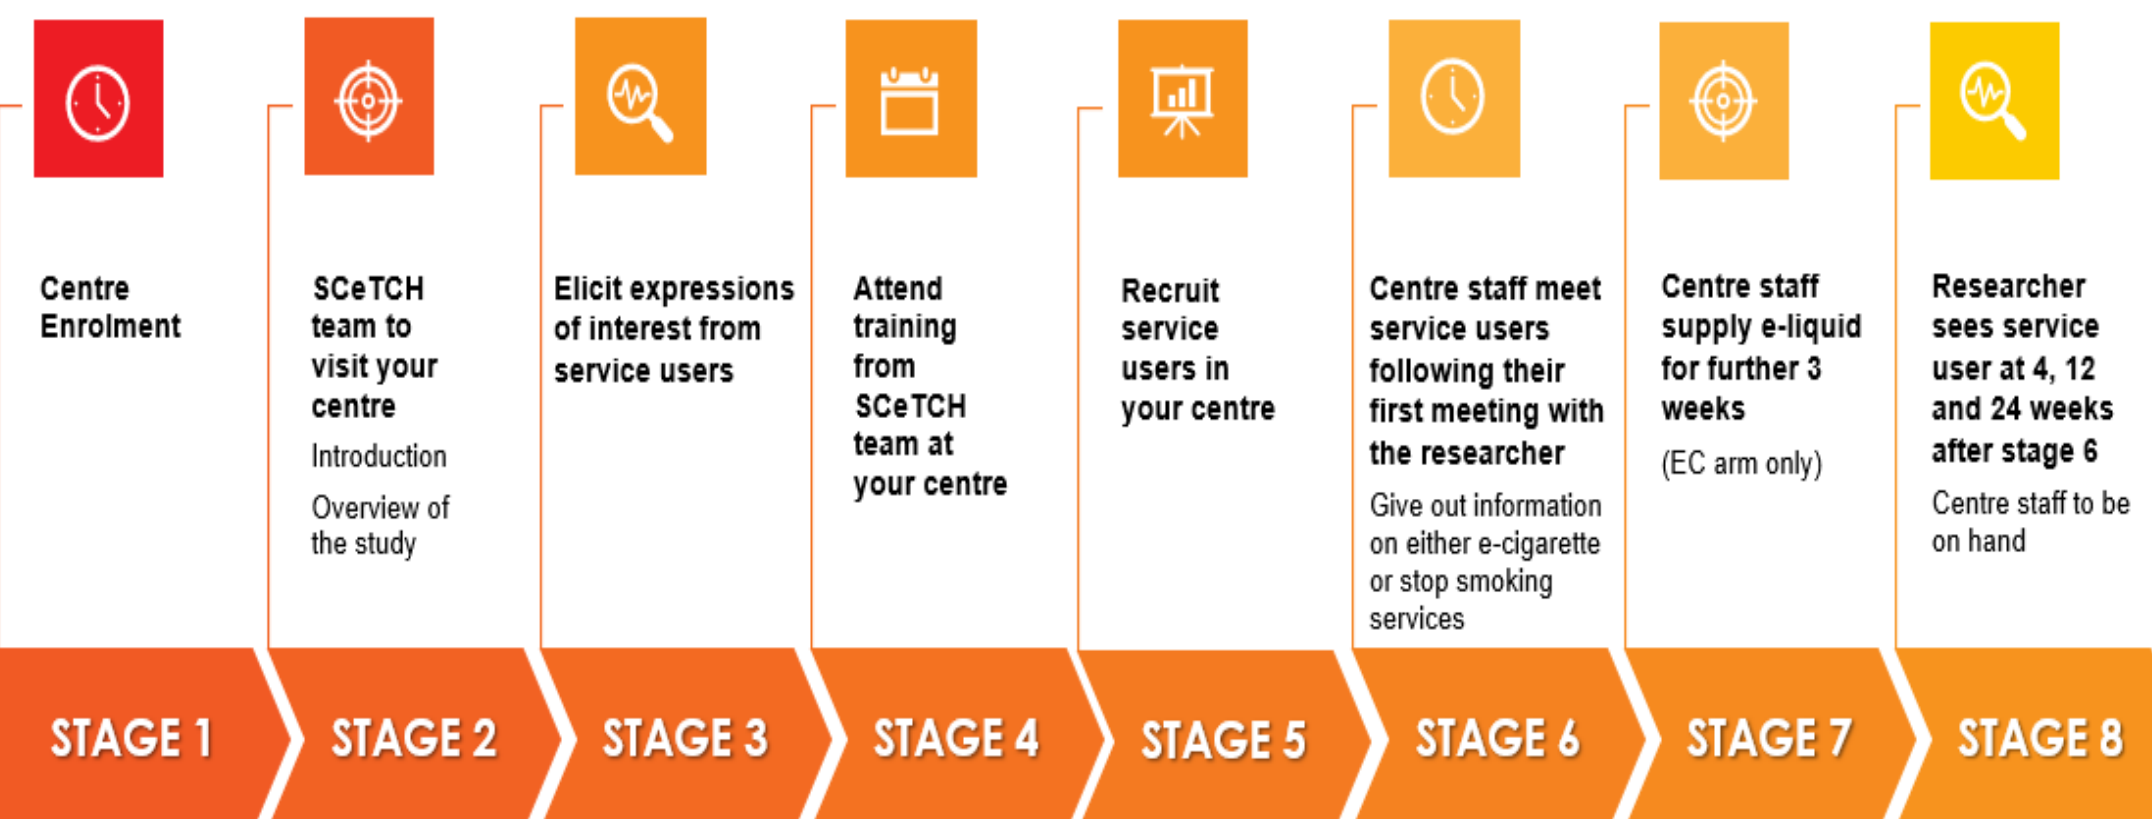 Centre
Enrolment
SCeTCH
team to
visit your
centre
Introduction
Overview of
the study
Elicit expressions
of interest from
service users
Attend
training
from
SCeTCH
team at
your centre
Recruit
service
users in
your centre
Centre staff meet
service users
following their
first meeting with
the researcher
Give out information
on either e-cigarette
or stop smoking
services
Centre staff
supply e-liquid
for further 3
weeks
(EC arm only)
Researcher
sees service
user at 4, 12
and 24 weeks
after stage 6
Centre staff to be
on hand
STAGE 1
STAGE 2
STAGE 3
STAGE 4
STAGE 5
STAGE 6
STAGE 7
STAGE 8